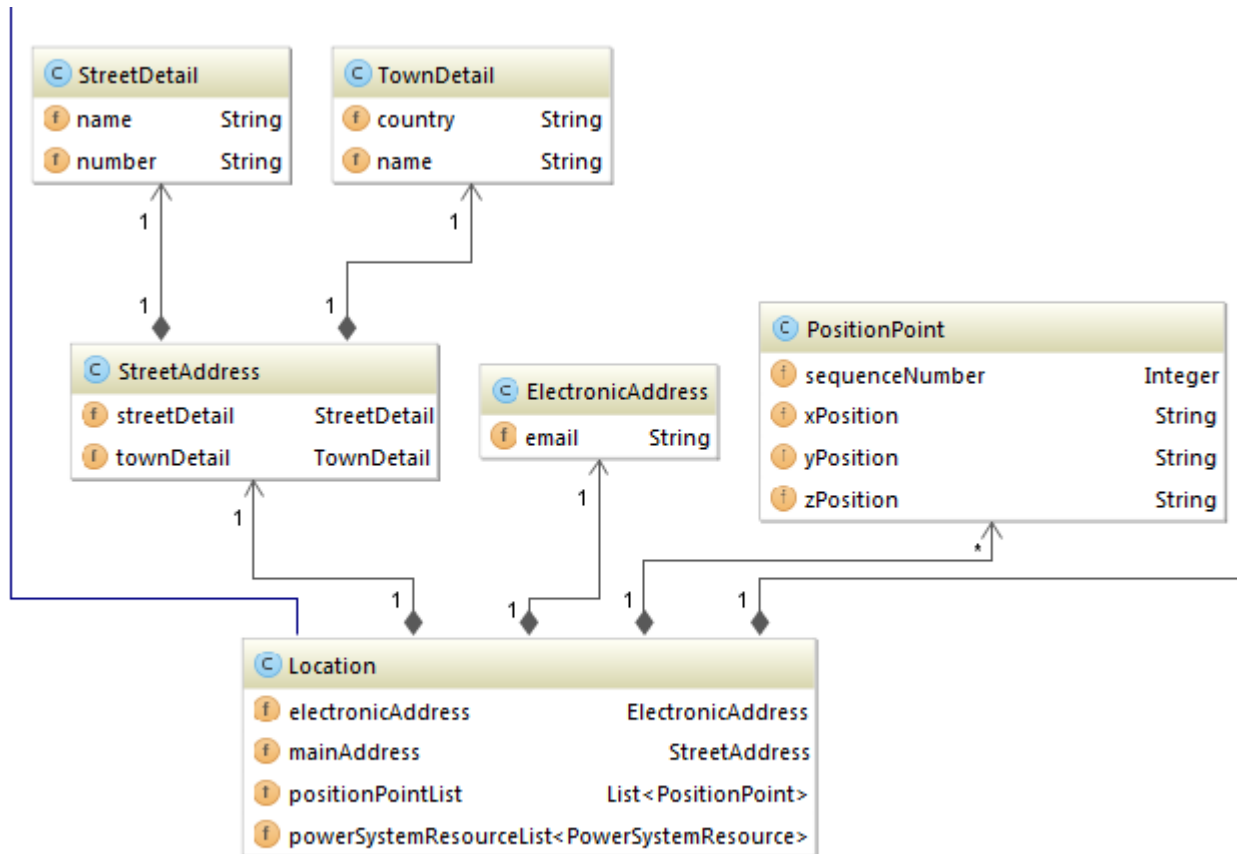 C StreetDetail
f name String
f number String
C TownDetail
f country String
f name String
1
1
1
1
C StreetAddress
f streetDetail StreetDetail
f townDetail TownDetail
C ElectronicAddress
f email String
C PositionPoint
f sequenceNumber Integer
f xPosition String
f yPosition String
f zPosition String
1
1
*
1
1
1
1
C Location
f electronicAddress ElectronicAddress
f mainAddress StreetAddress
f positionPointList List<PositionPoint>
f powerSystemResourceList<PowerSystemResource>